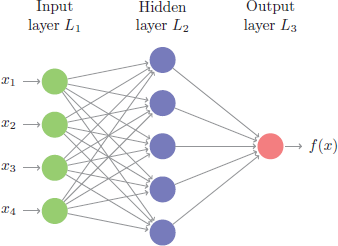 Input Hidden Output
layer L₁ layer L₂ layer L₃
x₁
x₂
x₃
f(x)
x₄